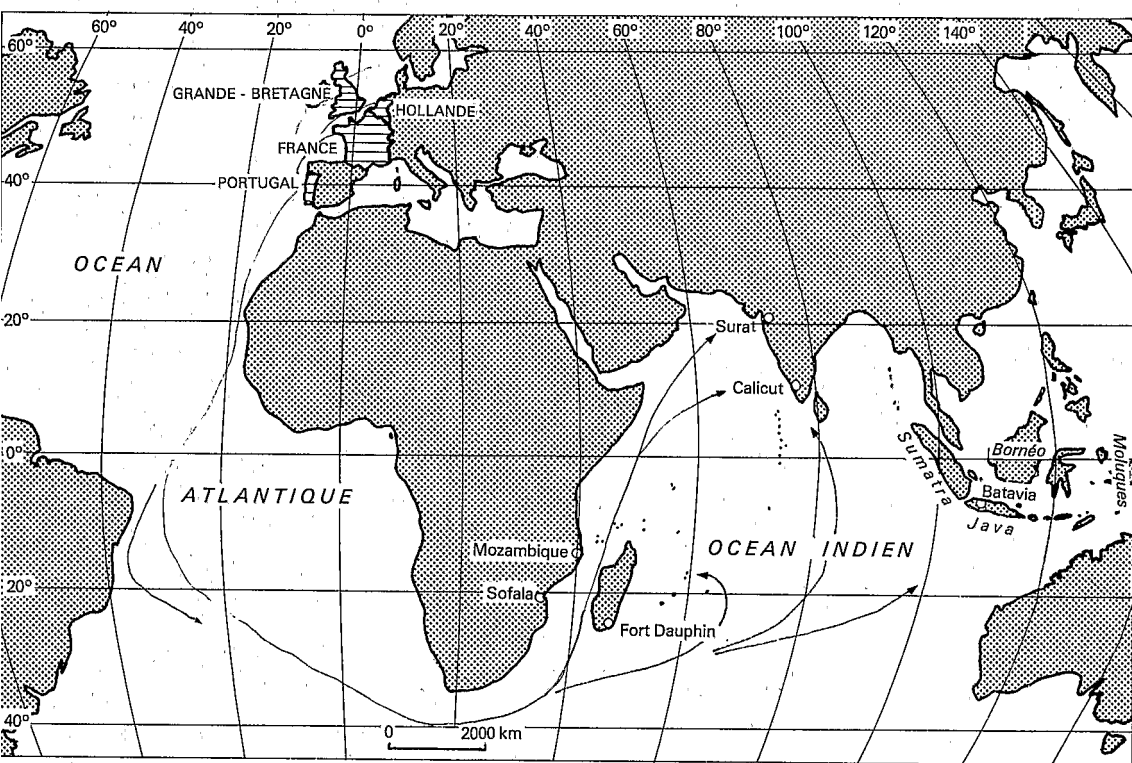 60° 40° 20° 0° 20° 40° 60° 80° 100° 120° 140°
60°
GRANDE - BRETAGNE
HOLLANDE
FRANCE
PORTUGAL
40°
OCEAN
20°
Surat
Calicut
0°
Bornéo
Moluques
Sumatra
ATLANTIQUE
Batavia
Java
Mozambique
OCEAN INDIEN
20°
Sofala
Fort Dauphin
40°
0 2000 km